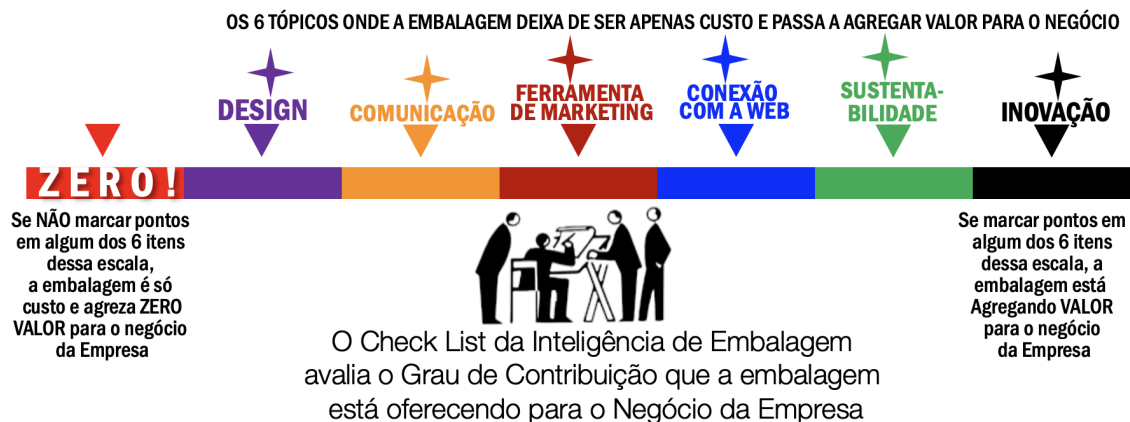 OS 6 TÓPICOS ONDE A EMBALAGEM DEIXA DE SER APENAS CUSTO E PASSA A AGREGAR VALOR PARA O NEGÓCIO
DESIGN
COMUNICAÇÃO
FERRAMENTA
DE MARKETING
CONEXÃO
COM A WEB
SUSTENTA-
BILIDADE
INOVAÇÃO
ZERO!
Se NÃO marcar pontos
em algum dos 6 itens
dessa escala,
a embalagem é só
custo e agreza ZERO
VALOR para o negócio
da Empresa
Se marcar pontos em
algum dos 6 itens
dessa escala, a
embalagem está
Agregando VALOR
para o negócio
da Empresa
O Check List da Inteligência de Embalagem
avalia o Grau de Contribuição que a embalagem
está oferecendo para o Negócio da Empresa